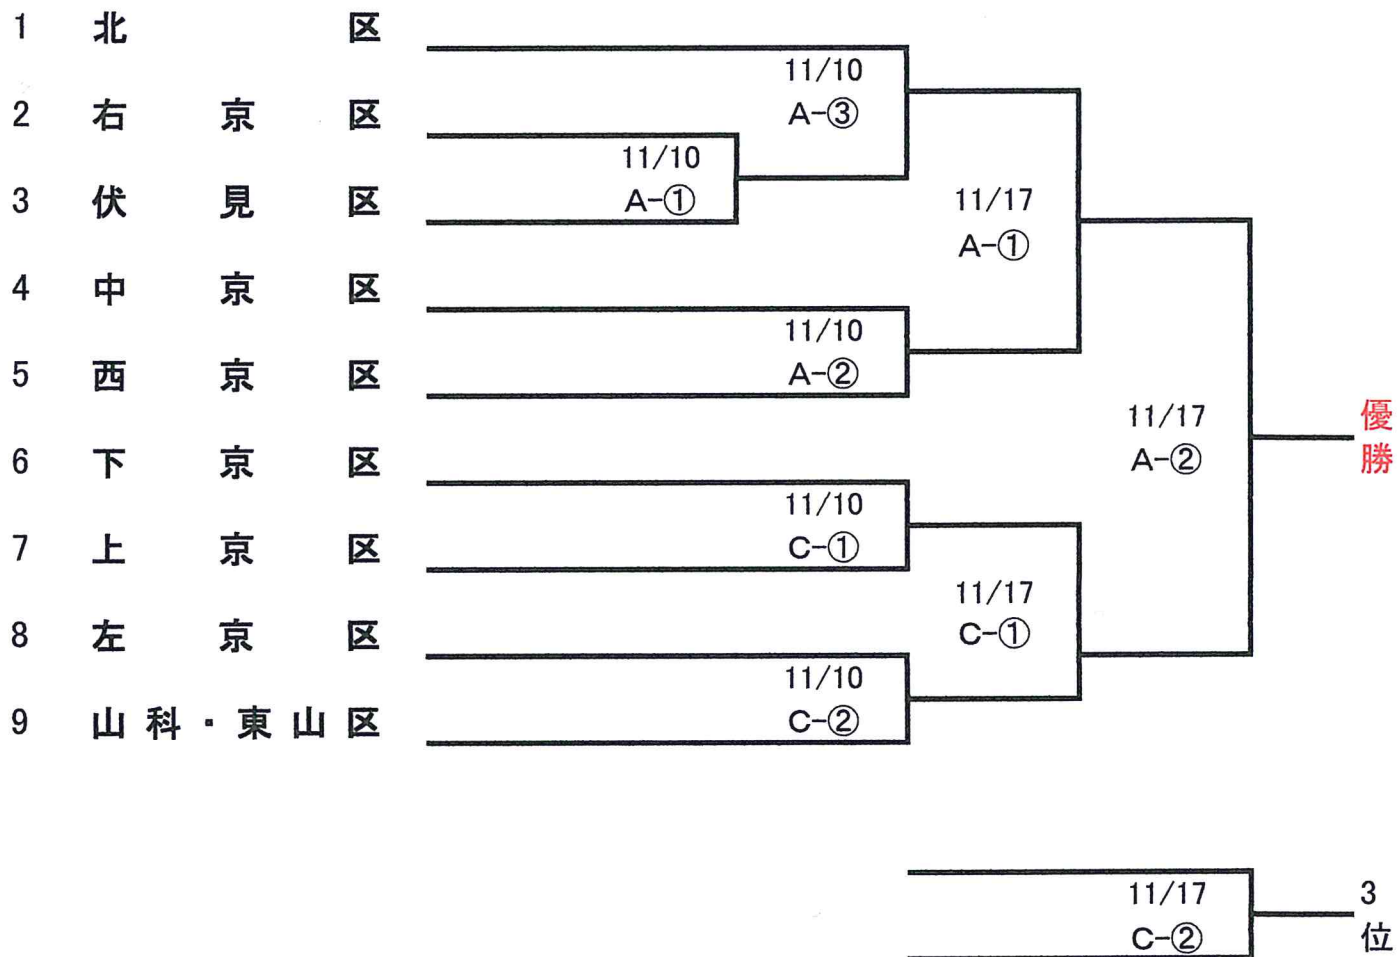 1 北 区
11/10
2 右 京 区
A-③
11/10
3 伏 見 区
A-①
11/17
A-①
4 中 京 区
11/10
5 西 京 区
A-②
11/17
A-②
優
勝
6 下 京 区
11/10
7 上 京 区
C-①
11/17
C-①
8 左 京 区
11/10
9 山 科 ・ 東 山 区
C-②
11/17
C-②
3
位